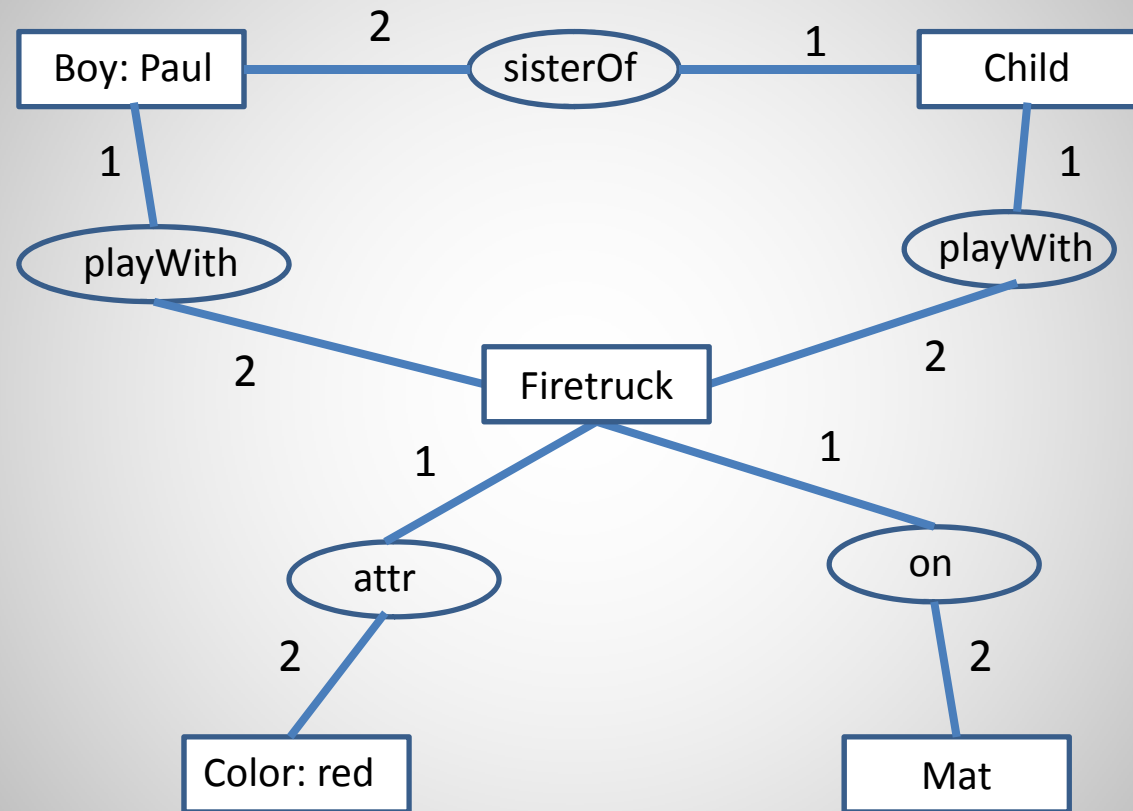 2
Boy: Paul
sisterOf
1
Child
1
1
playWith
playWith
2
2
Firetruck
1
1
attr
on
2
2
Color: red
Mat